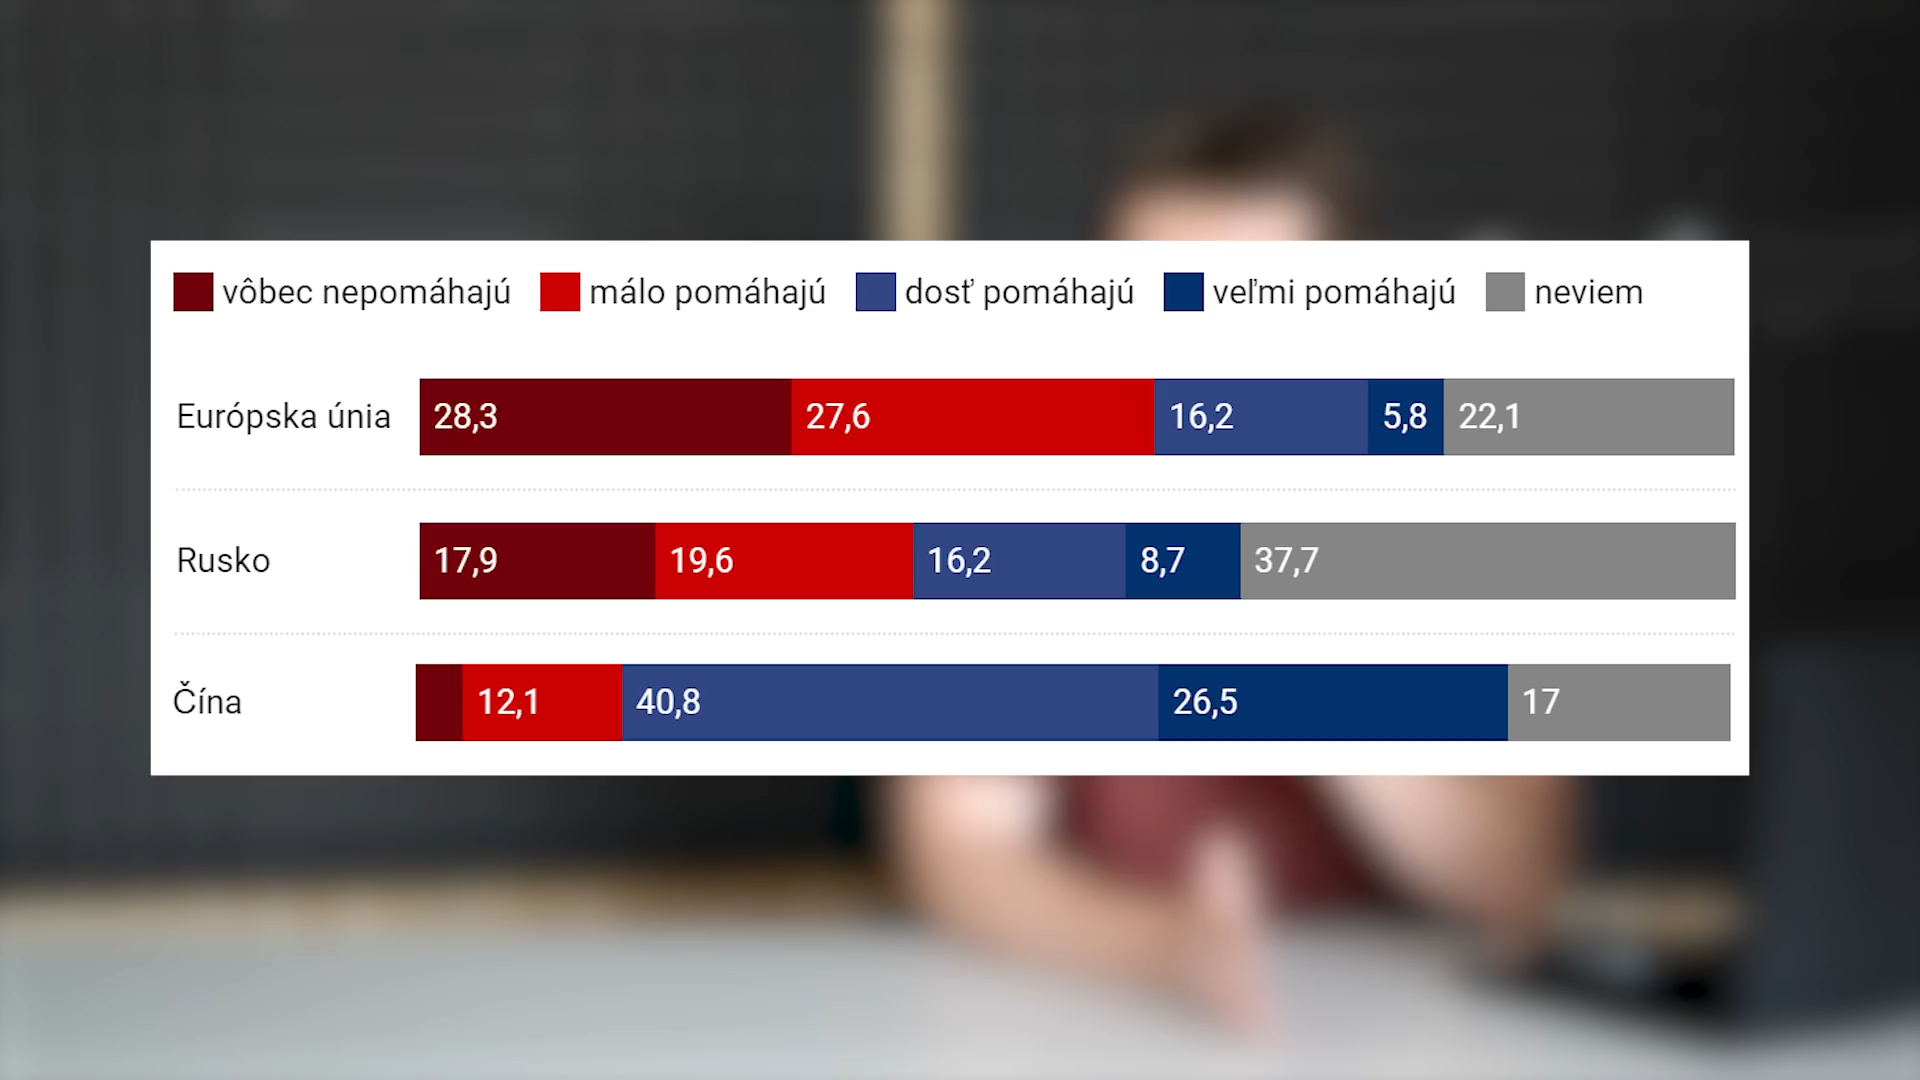 vôbec nepomáhajú málo pomáhajú dosť pomáhajú veľmi pomáhajú neviem
Európska únia 28,3 27,6 16,2 5,8 22,1
Rusko 17,9 19,6 16,2 8,7 37,7
Čína 12,1 40,8 26,5 17